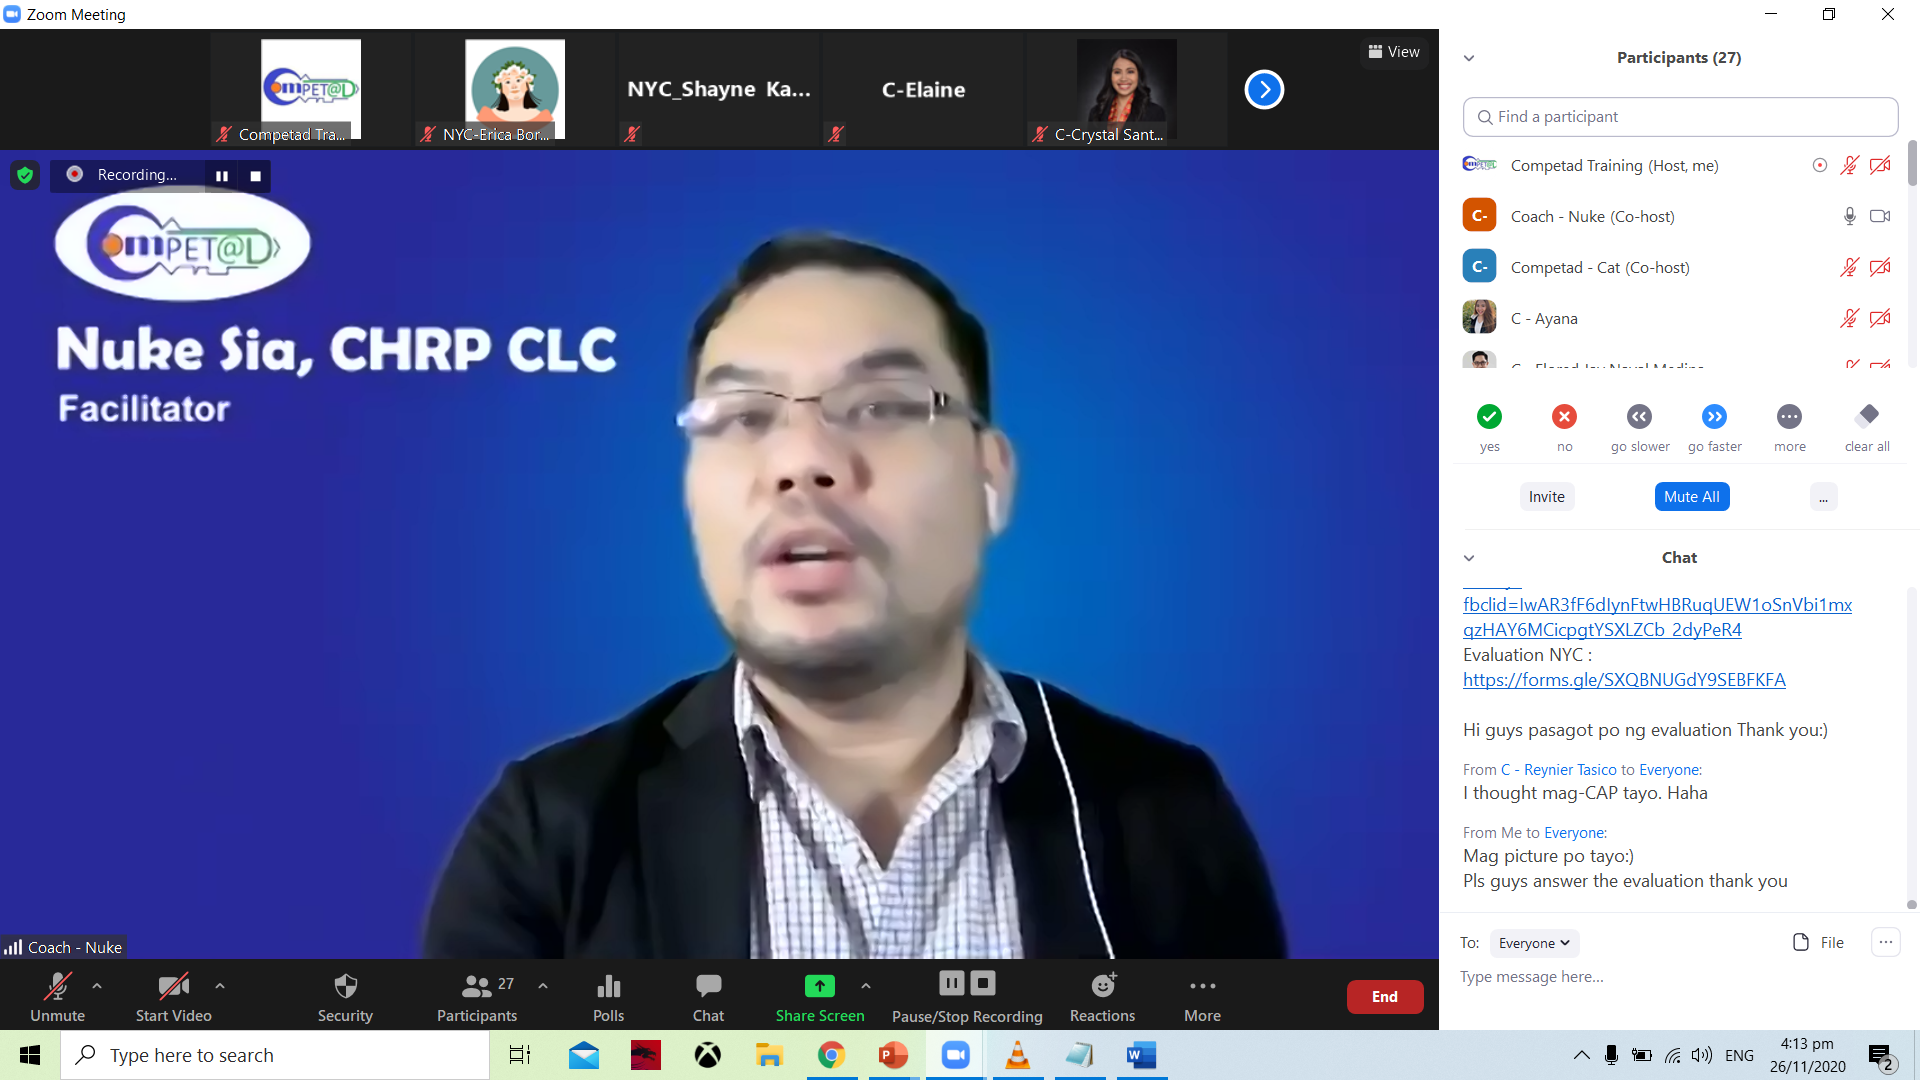 Zoom Meeting
View
Competad Tra...
NYC-Erica Bor...
NYC_Shayne Ka...
C-Elaine
C-Crystal Sant...
Recording...
OmPET@D
OmPET@D
Nuke Sia, CHRP CLC
Facilitator
Coach - Nuke
Participants (27)
Find a participant
Competad Training (Host, me)
C- Coach - Nuke (Co-host)
C- Competad - Cat (Co-host)
C - Ayana
yes no go slower go faster more clear all
Invite Mute All ...
Chat
fbclid=IwAR3fF6dIynFtwHBRuqUEW1oSnVbi1mx
qzHAY6MCicpgtYSXLZCb_2dyPeR4
Evaluation NYC :
https://forms.gle/SXQBNUGdY9SEBFKFA
Hi guys pasagot po ng evaluation Thank you:)
From C - Reynier Tasico to Everyone:
I thought mag-CAP tayo. Haha
From Me to Everyone:
Mag picture po tayo:)
Pls guys answer the evaluation thank you
To: Everyone File
Type message here...
27
Unmute Start Video Security Participants Polls Chat Share Screen Pause/Stop Recording Reactions More End
Type here to search
ENG
4:13 pm
26/11/2020
2